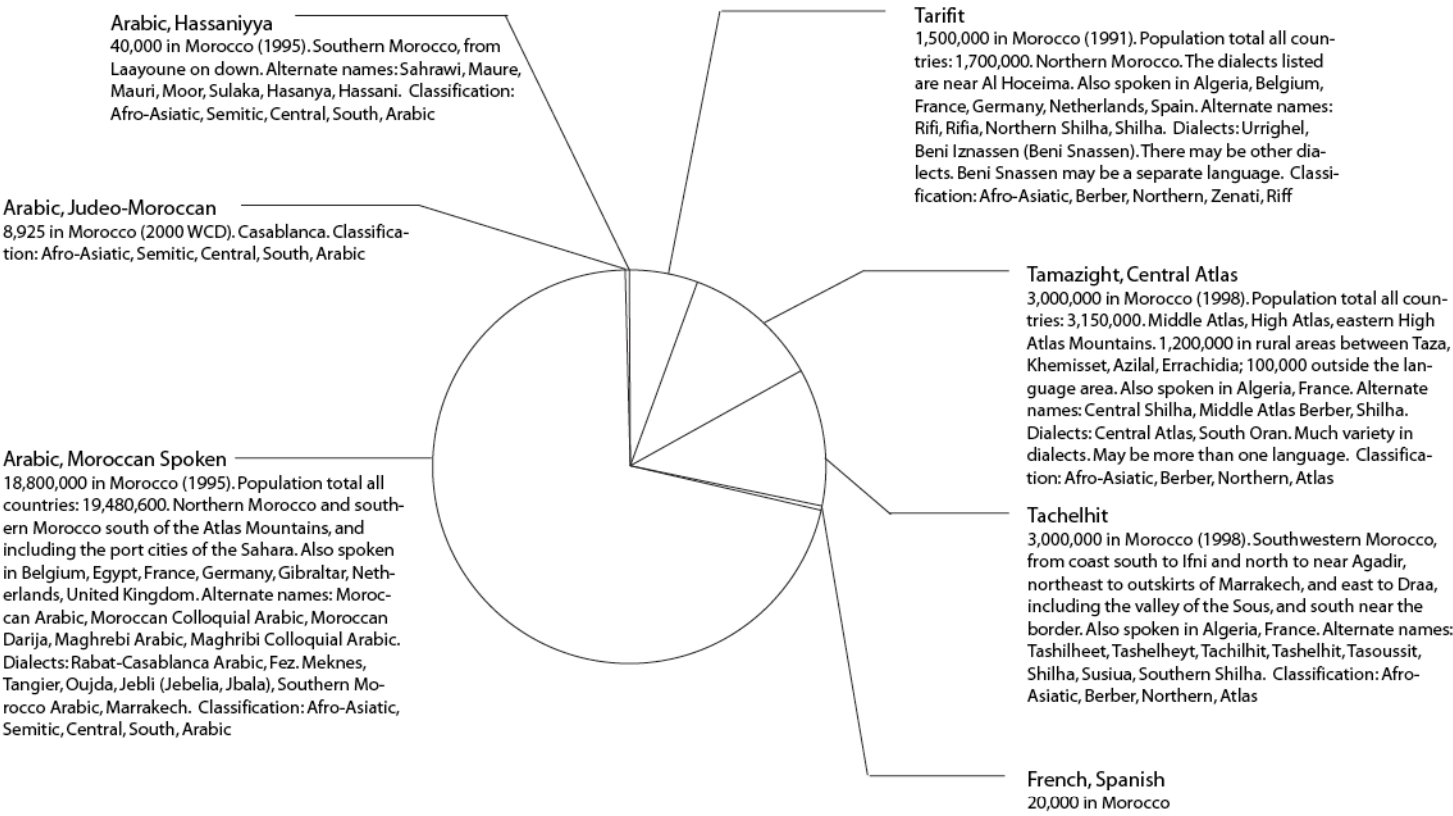 Arabic, Hassaniyya
40,000 in Morocco (1995). Southern Morocco, from
Laayoune on down. Alternate names: Sahrawi, Maure,
Mauri, Moor, Sulaka, Hasanya, Hassani. Classification:
Afro-Asiatic, Semitic, Central, South, Arabic
Arabic, Judeo-Moroccan
8,925 in Morocco (2000 WCD). Casablanca. Classifica-
tion: Afro-Asiatic, Semitic, Central, South, Arabic
Arabic, Moroccan Spoken
18,800,000 in Morocco (1995). Population total all
countries: 19,480,600. Northern Morocco and south-
ern Morocco south of the Atlas Mountains, and
including the port cities of the Sahara. Also spoken
in Belgium, Egypt, France, Germany, Gibraltar, Neth-
erlands, United Kingdom. Alternate names: Moroc-
can Arabic, Moroccan Colloquial Arabic, Moroccan
Darija, Maghrebi Arabic, Maghribi Colloquial Arabic.
Dialects: Rabat-Casablanca Arabic, Fez. Meknes,
Tangier, Oujda, Jebli (Jebelia, Jbala), Southern Mo-
rocco Arabic, Marrakech. Classification: Afro-Asiatic,
Semitic, Central, South, Arabic
Tarifit
1,500,000 in Morocco (1991). Population total all coun-
tries: 1,700,000. Northern Morocco. The dialects listed
are near Al Hoceima. Also spoken in Algeria, Belgium,
France, Germany, Netherlands, Spain. Alternate names:
Rifi, Rifia, Northern Shilha, Shilha. Dialects: Urrighel,
Beni Iznassen (Beni Snassen). There may be other dia-
lects. Beni Snassen may be a separate language. Classi-
fication: Afro-Asiatic, Berber, Northern, Zenati, Riff
Tamazight, Central Atlas
3,000,000 in Morocco (1998). Population total all coun-
tries: 3,150,000. Middle Atlas, High Atlas, eastern High
Atlas Mountains. 1,200,000 in rural areas between Taza,
Khemisset, Azilal, Errachidia; 100,000 outside the lan-
guage area. Also spoken in Algeria, France. Alternate
names: Central Shilha, Middle Atlas Berber, Shilha.
Dialects: Central Atlas, South Oran. Much variety in
dialects. May be more than one language. Classifica-
tion: Afro-Asiatic, Berber, Northern, Atlas
Tachelhit
3,000,000 in Morocco (1998). Southwestern Morocco,
from coast south to Ifni and north to near Agadir,
northeast to outskirts of Marrakech, and east to Draa,
including the valley of the Sous, and south near the
border. Also spoken in Algeria, France. Alternate names:
Tashilheet, Tashelheyt, Tachilhit, Tashelhit, Tasoussit,
Shilha, Susiua, Southern Shilha. Classification: Afro-
Asiatic, Berber, Northern, Atlas
French, Spanish
20,000 in Morocco